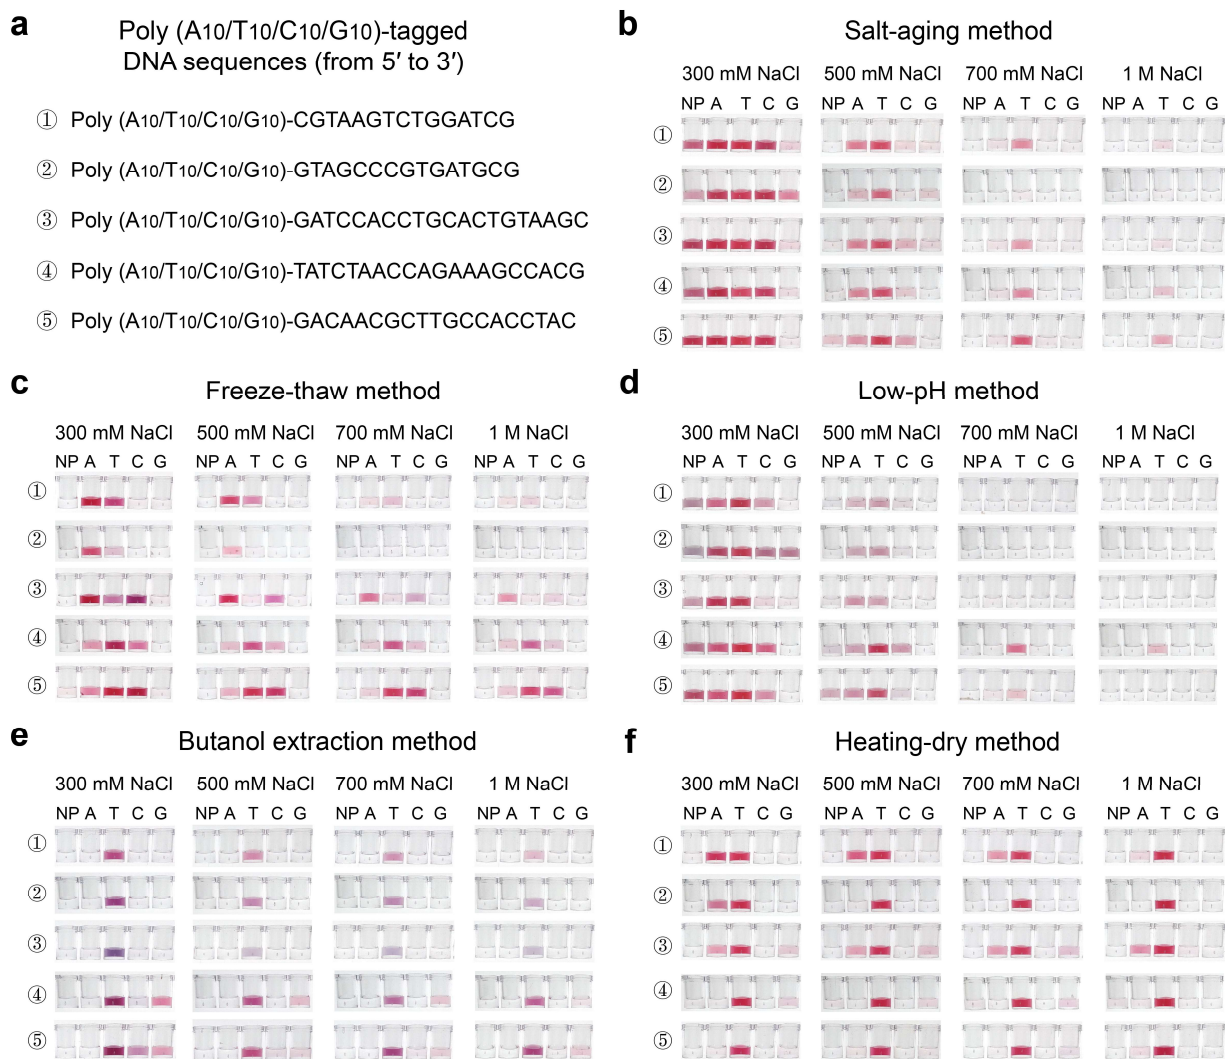 a
Poly (A10/T10/C10/G10)-tagged
DNA sequences (from 5′ to 3′)
① Poly (A10/T10/C10/G10)-CGTAAGTCTGGATCG
② Poly (A10/T10/C10/G10)-GTAGCCCGTGATGCG
③ Poly (A10/T10/C10/G10)-GATCCACCTGCACTGTAAGC
④ Poly (A10/T10/C10/G10)-TATCTAACCAGAAAGCCACG
⑤ Poly (A10/T10/C10/G10)-GACAACGCTTGCCACCTAC
b
Salt-aging method
300 mM NaCl 500 mM NaCl 700 mM NaCl 1 M NaCl
NP A T C G NP A T C G NP A T C G NP A T C G
①
②
③
④
⑤
c
Freeze-thaw method
300 mM NaCl 500 mM NaCl 700 mM NaCl 1 M NaCl
NP A T C G NP A T C G NP A T C G NP A T C G
①
②
③
④
⑤
d
Low-pH method
300 mM NaCl 500 mM NaCl 700 mM NaCl 1 M NaCl
NP A T C G NP A T C G NP A T C G NP A T C G
①
②
③
④
⑤
e
Butanol extraction method
300 mM NaCl 500 mM NaCl 700 mM NaCl 1 M NaCl
NP A T C G NP A T C G NP A T C G NP A T C G
①
②
③
④
⑤
f
Heating-dry method
300 mM NaCl 500 mM NaCl 700 mM NaCl 1 M NaCl
NP A T C G NP A T C G NP A T C G NP A T C G
①
②
③
④
⑤